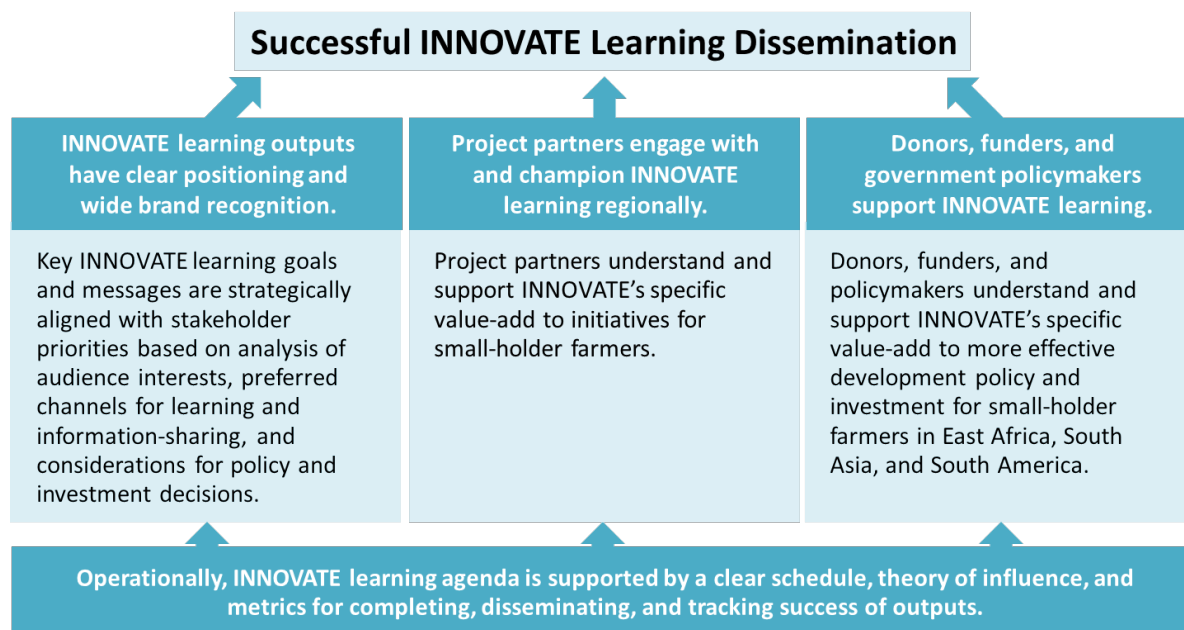 Successful INNOVATE Learning Dissemination
INNOVATE learning outputs
have clear positioning and
wide brand recognition.
Key INNOVATE learning goals
and messages are strategically
aligned with stakeholder
priorities based on analysis of
audience interests, preferred
channels for learning and
information-sharing, and
considerations for policy and
investment decisions.
Project partners engage with
and champion INNOVATE
learning regionally.
Project partners understand and
support INNOVATE’s specific
value-add to initiatives for
small-holder farmers.
Donors, funders, and
government policymakers
support INNOVATE learning.
Donors, funders, and
policymakers understand and
support INNOVATE’s specific
value-add to more effective
development policy and
investment for small-holder
farmers in East Africa, South
Asia, and South America.
Operationally, INNOVATE learning agenda is supported by a clear schedule, theory of influence, and
metrics for completing, disseminating, and tracking success of outputs.